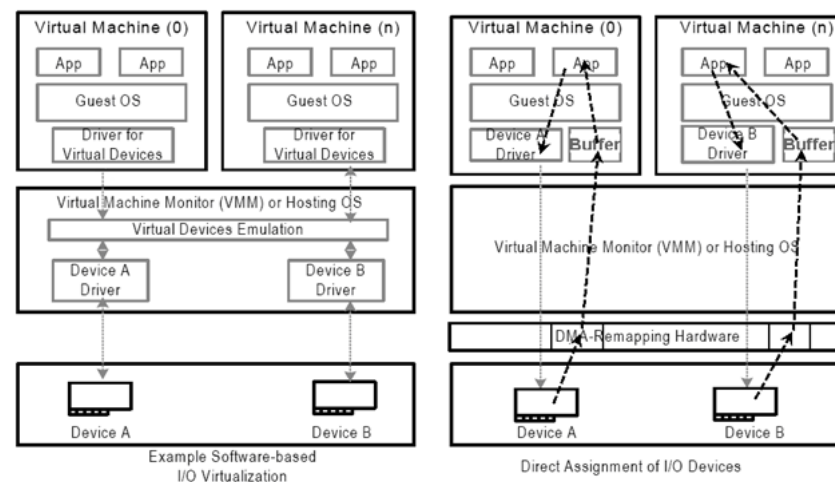 Virtual Machine (0)
App
App
Guest OS
Driver for
Virtual Devices
Virtual Machine (n)
App
App
Guest OS
Driver for
Virtual Devices
Virtual Machine Monitor (VMM) or Hosting OS
Virtual Devices Emulation
Device A
Driver
Device B
Driver
Device A
Device B
Example Software-based
I/O Virtualization
Virtual Machine (0)
App
App
Guest OS
Device A
Driver
Buffer
Virtual Machine (n)
App
App
Guest OS
Device B
Driver
Buffer
Virtual Machine Monitor (VMM) or Hosting OS
DMA-Remapping Hardware
Device A
Device B
Direct Assignment of I/O Devices